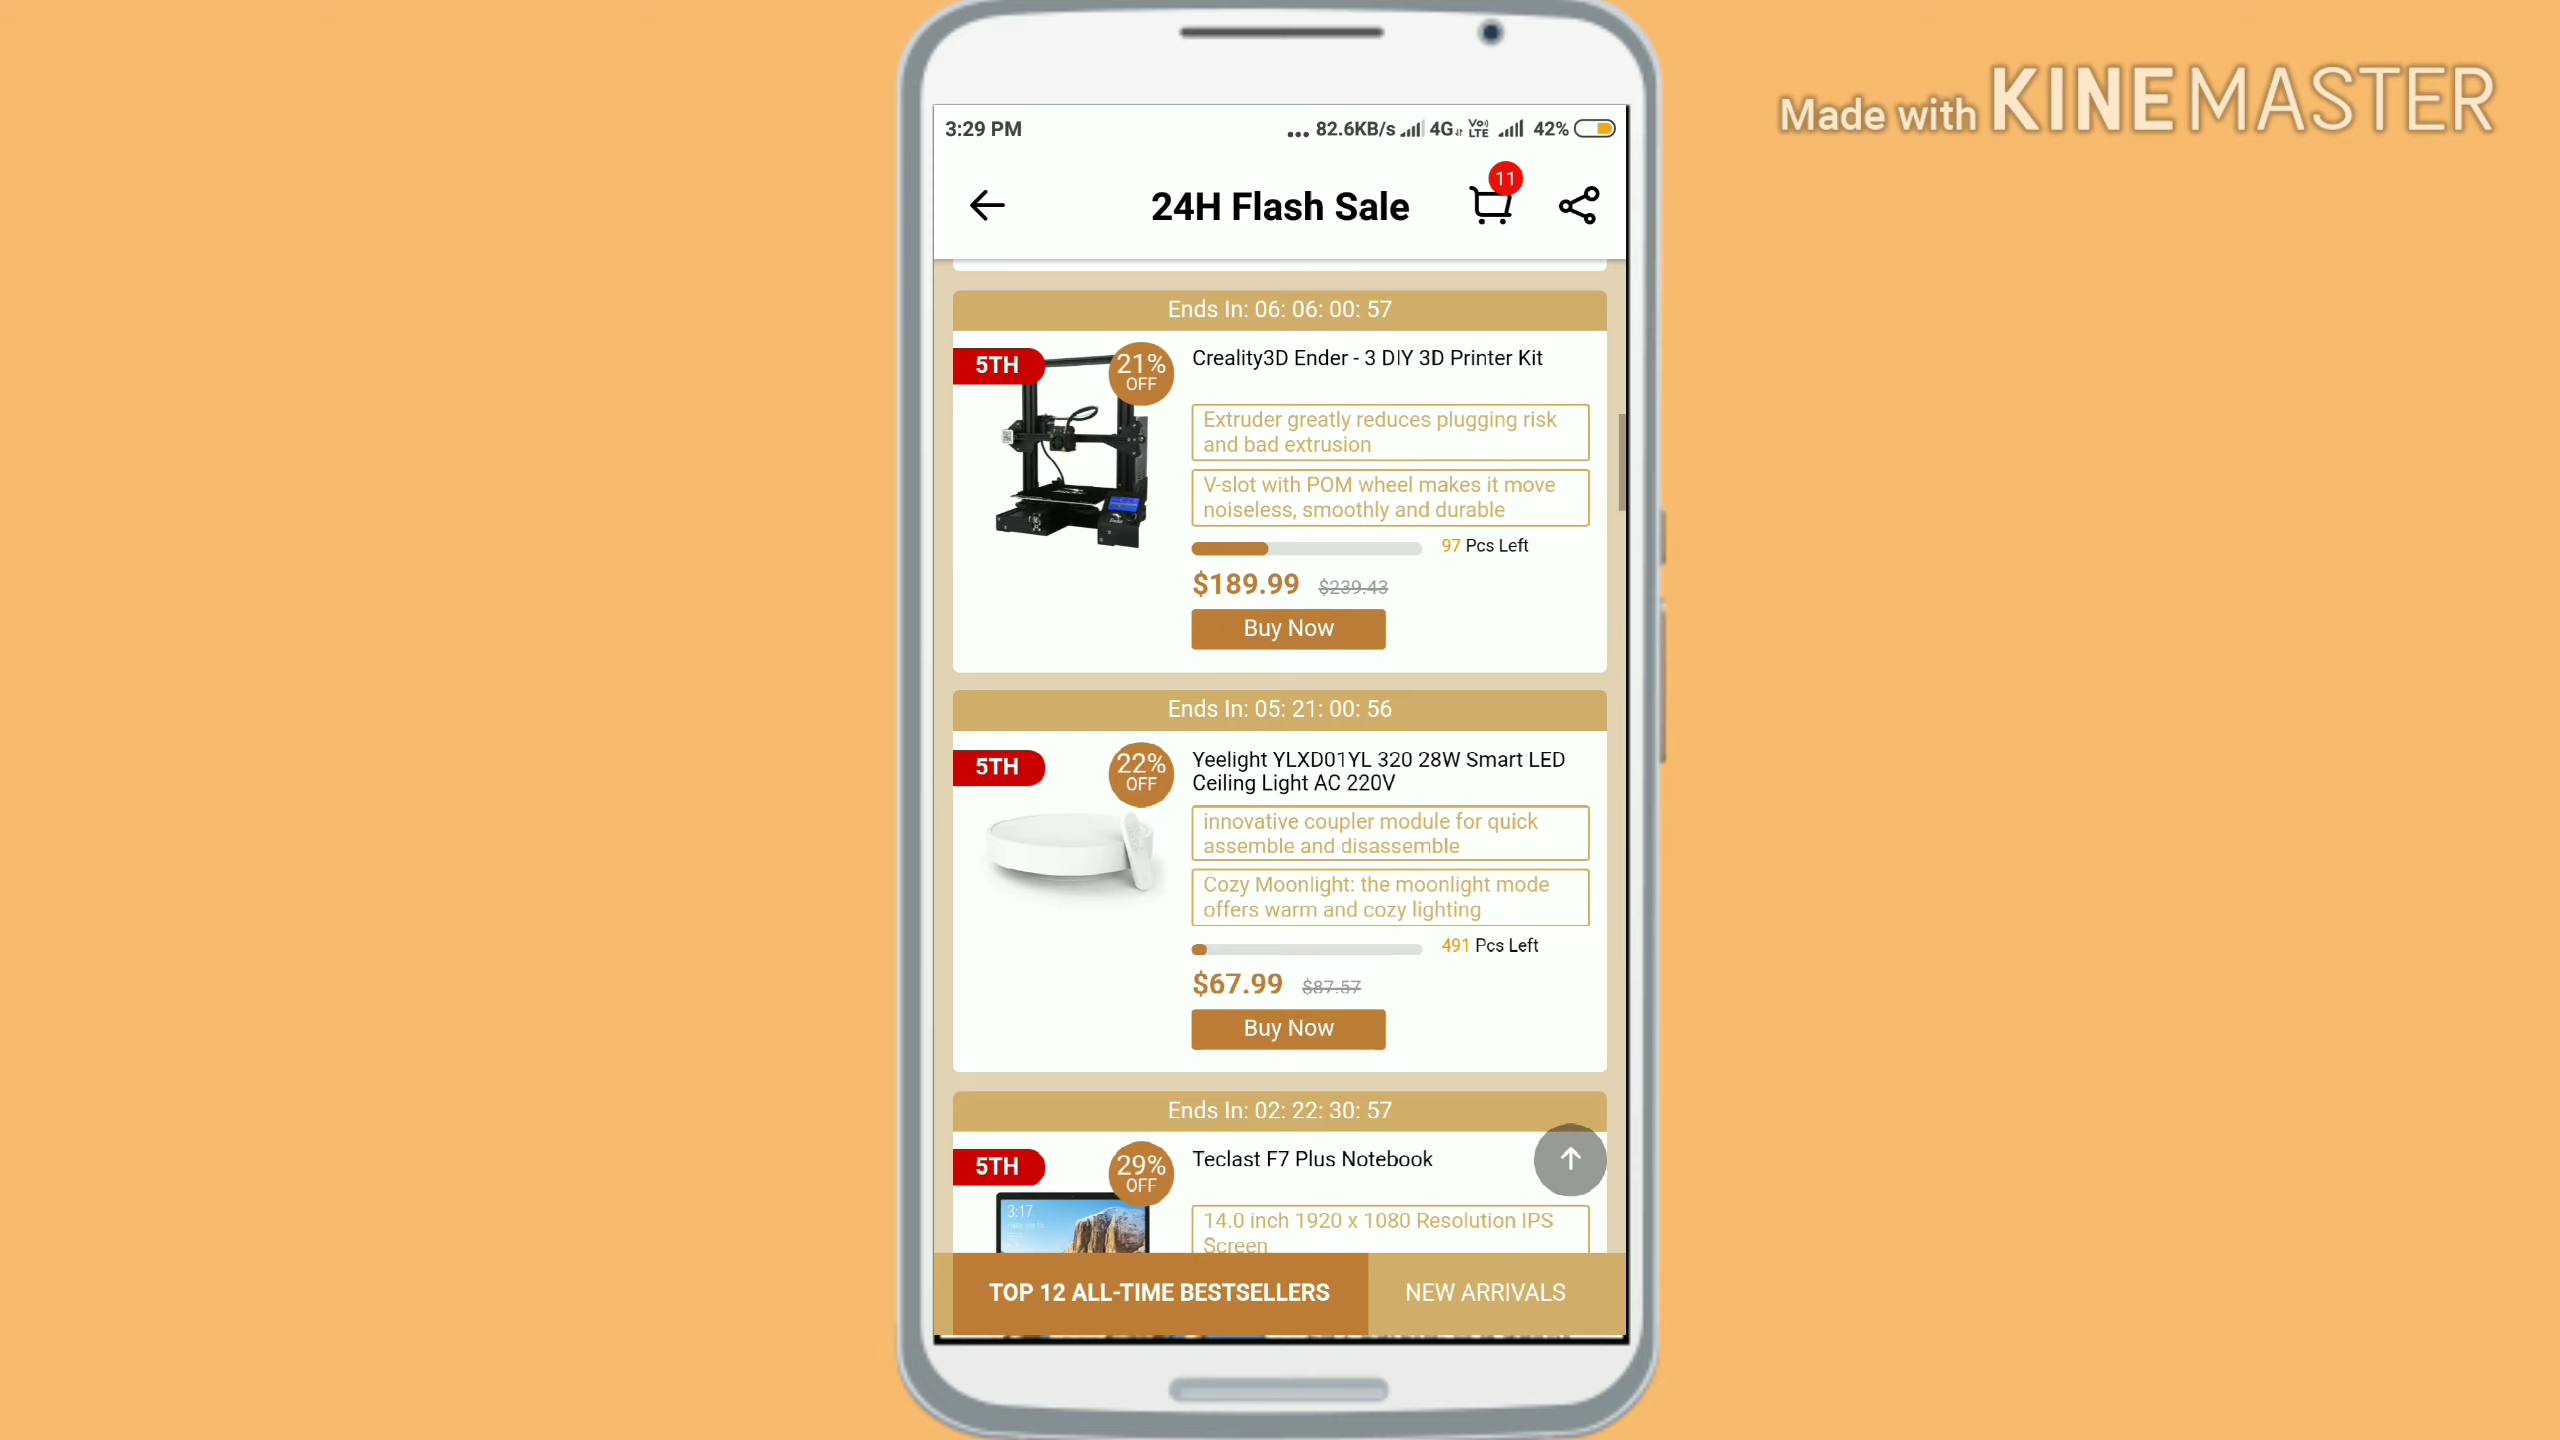 Made with KINEMASTER
3:29 PM
... 82.6KB/s 4G Vo) LTE 42%
24H Flash Sale
11
Ends In: 06: 06: 00: 57
5TH
21%
OFF
Creality3D Ender - 3 DIY 3D Printer Kit
Extruder greatly reduces plugging risk
and bad extrusion
V-slot with POM wheel makes it move
noiseless, smoothly and durable
97 Pcs Left
$189.99 $239.43
Buy Now
Ends In: 05: 21: 00: 56
5TH
22%
OFF
Yeelight YLXD01YL 320 28W Smart LED
Ceiling Light AC 220V
innovative coupler module for quick
assemble and disassemble
Cozy Moonlight: the moonlight mode
offers warm and cozy lighting
491 Pcs Left
$67.99 $87.57
Buy Now
Ends In: 02: 22: 30: 57
5TH
29%
OFF
Teclast F7 Plus Notebook
3:17
14.0 inch 1920 x 1080 Resolution IPS
Screen
TOP 12 ALL-TIME BESTSELLERS
NEW ARRIVALS